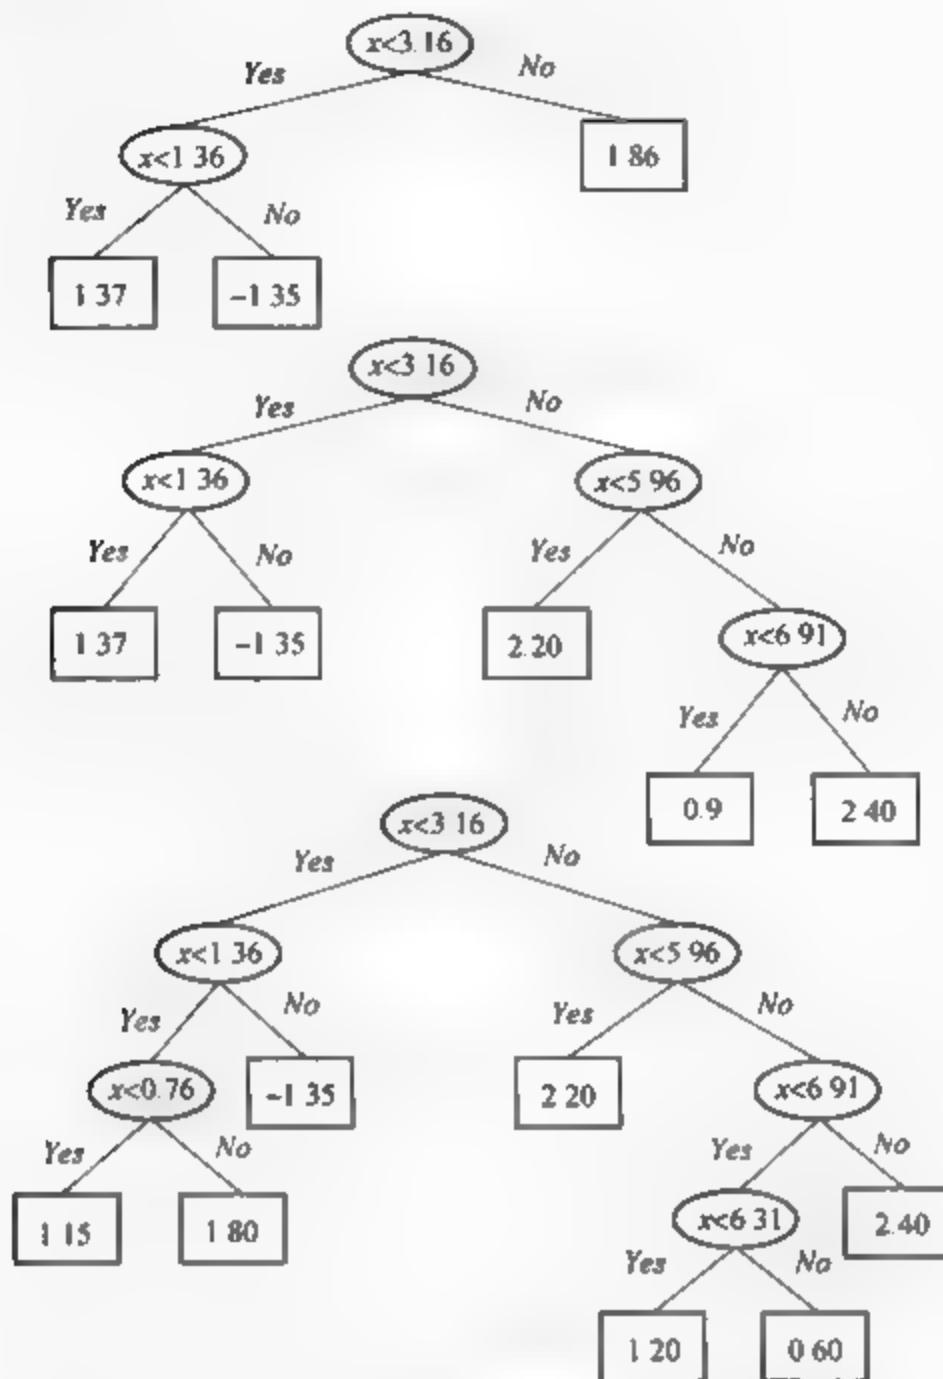 x<3.16
Yes No
x<1 36 1 86
Yes No
1 37 -1 35
x<3 16
Yes No
x<1 36 x<5 96
Yes No Yes No
1 37 -1 35 2.20 x<6 91
Yes No
0.9 2 40
x<3 16
Yes No
x<1 36 x<5 96
Yes No Yes No
x<0.76 -1 35 2 20 x<6 91
Yes No Yes No
1 15 1 80 x<6 31 2.40
Yes No
1 20 0 60